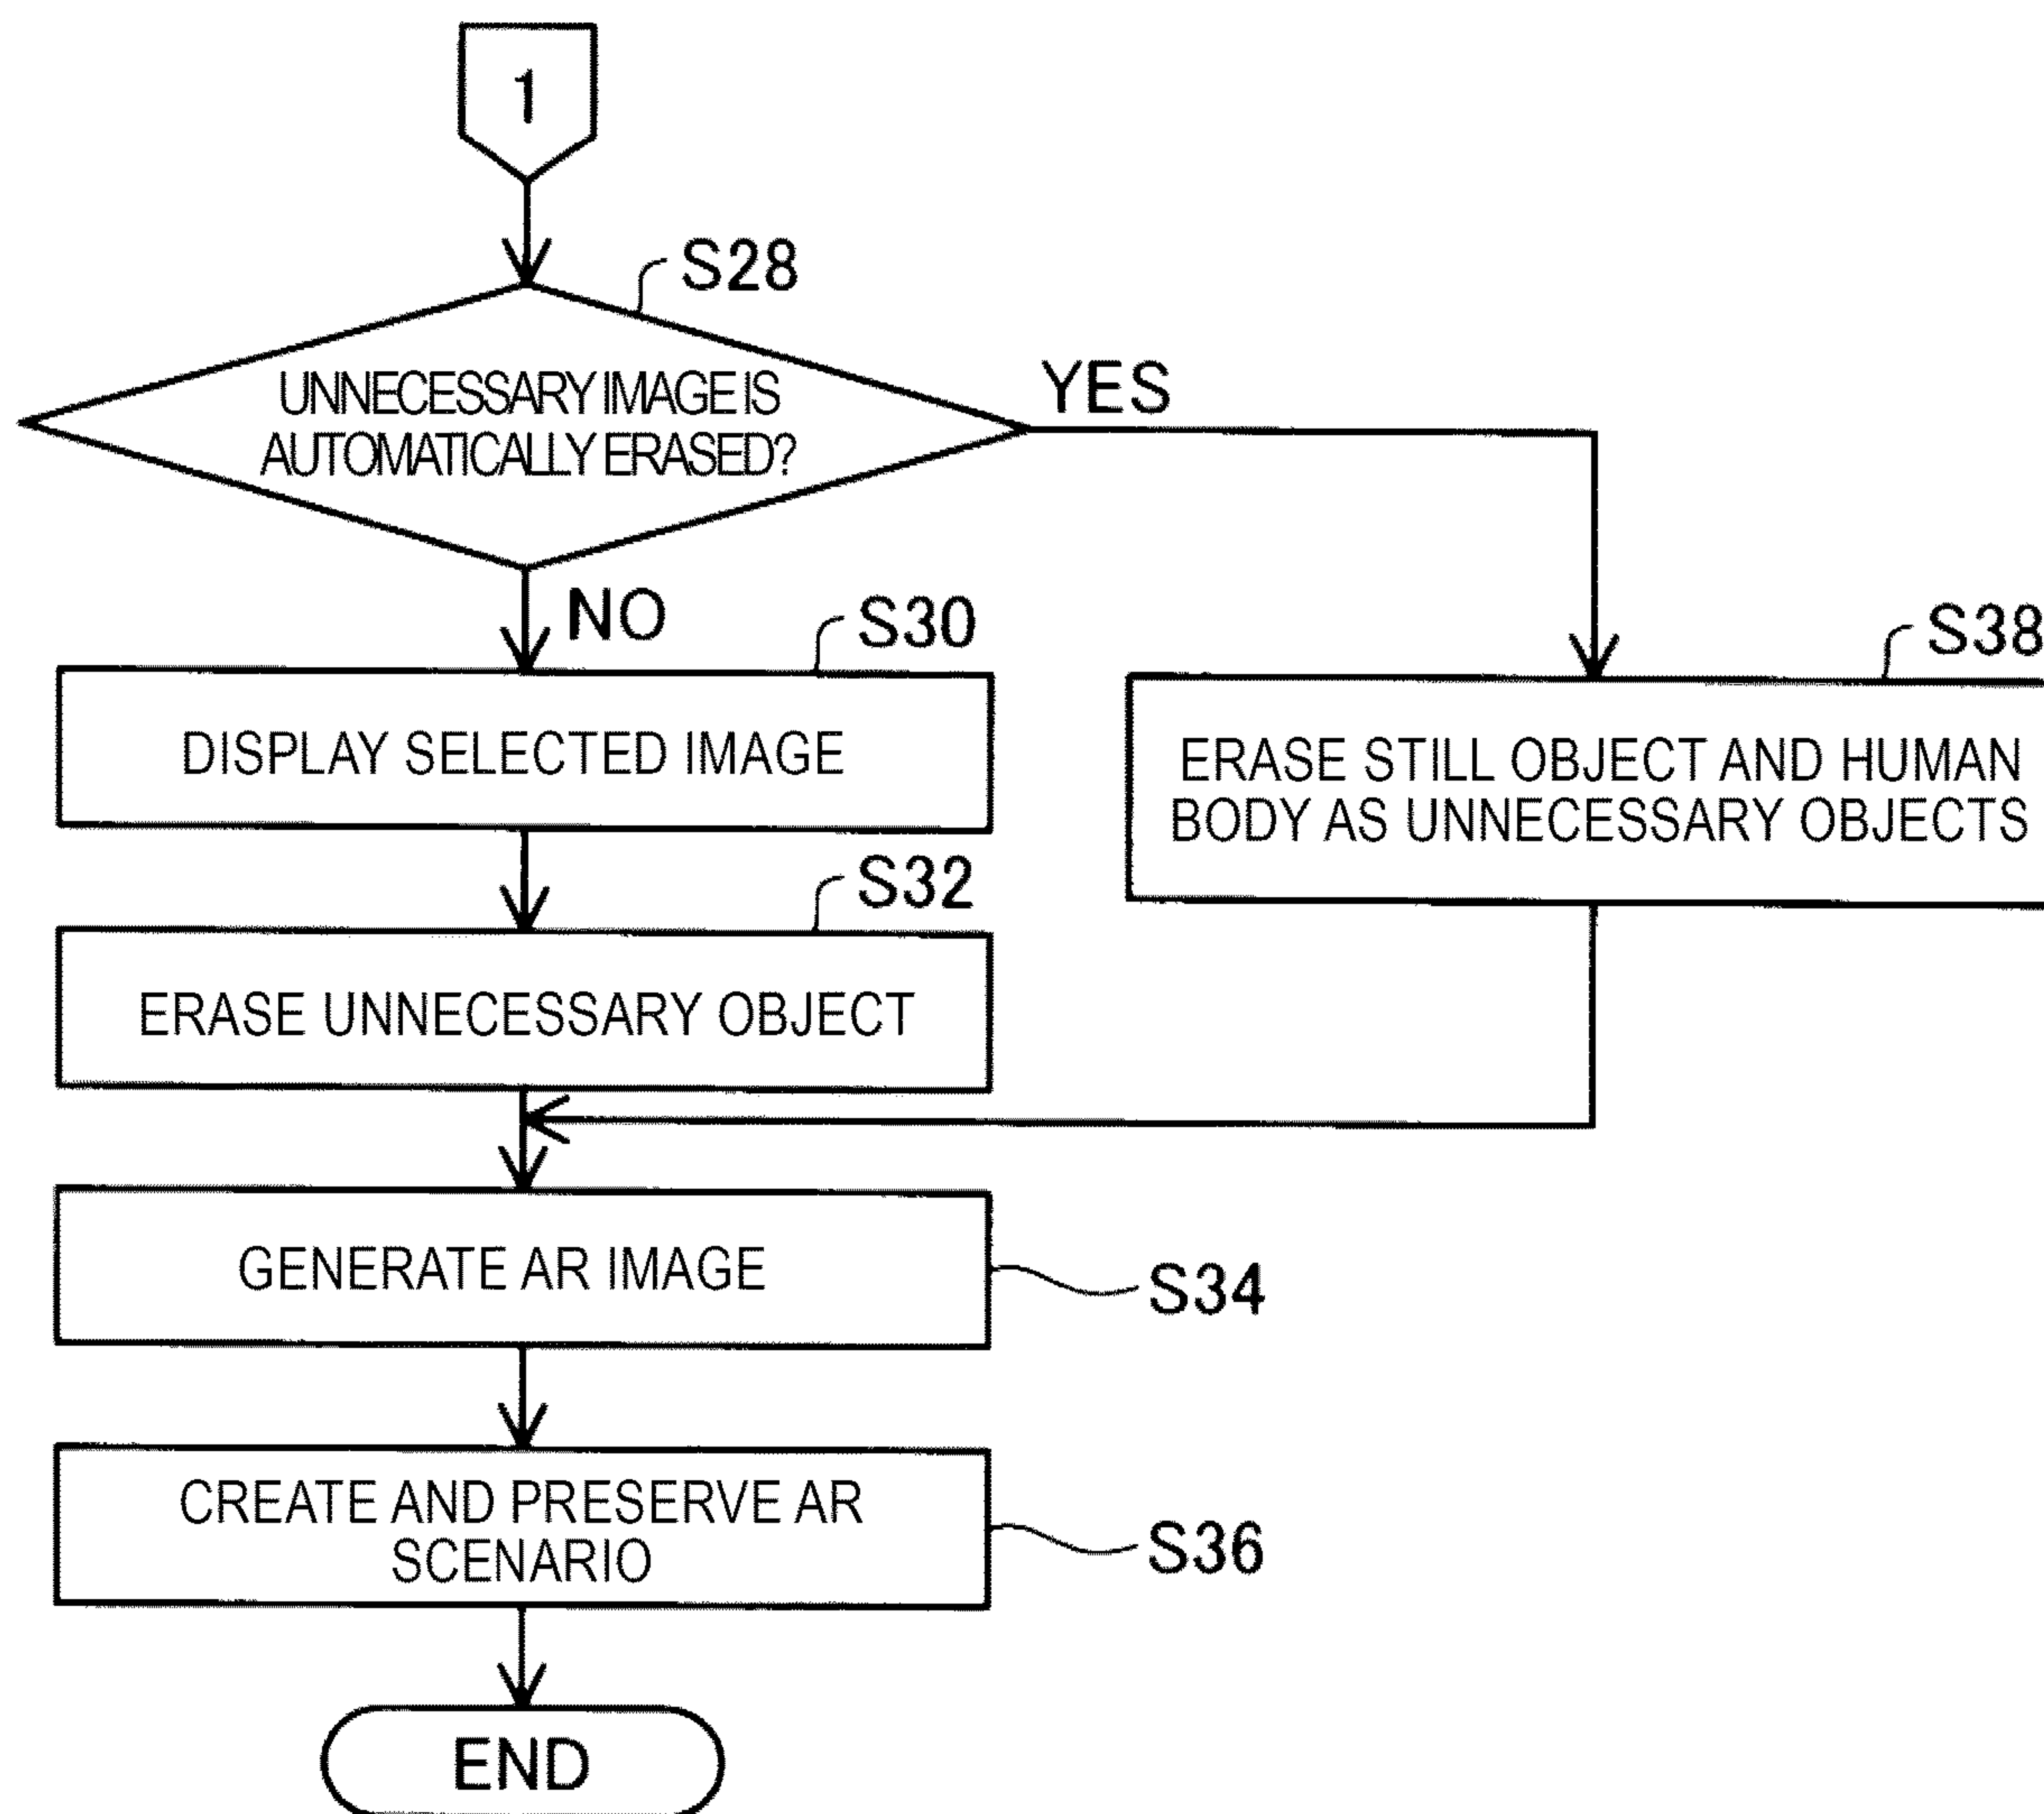 1
S28
UNNECESSARY IMAGE IS
AUTOMATICALLY ERASED?
YES
NO
S30
DISPLAY SELECTED IMAGE
S38
ERASE STILL OBJECT AND HUMAN
BODY AS UNNECESSARY OBJECTS
S32
ERASE UNNECESSARY OBJECT
GENERATE AR IMAGE
S34
CREATE AND PRESERVE AR
SCENARIO
S36
END